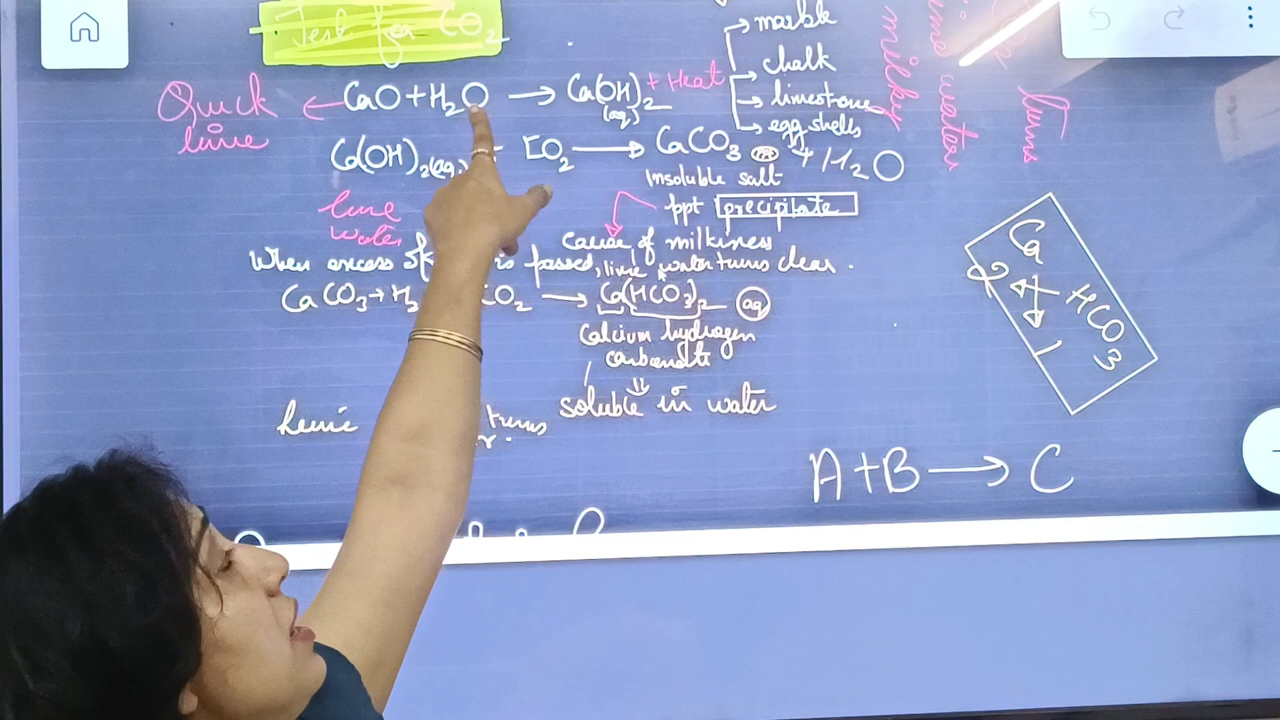 Test for CO2
Quick lime ← CaO + H2O → Ca(OH)2 (aq) + Heat
marble
chalk
limestone
egg shells
Ca(OH)2(aq) CO2 → CaCO3 + H2O
lime water
Insoluble salt
ppt precipitate
Cause of milkiness
When excess of is passed, lime water turns clear.
CaCO3 + H2 CO2 → Ca(HCO3)2 (aq)
Calcium hydrogen
carbonate
soluble in water
lime turns
Ca HCO3
2 1
A + B → C
turns
lime water
milky